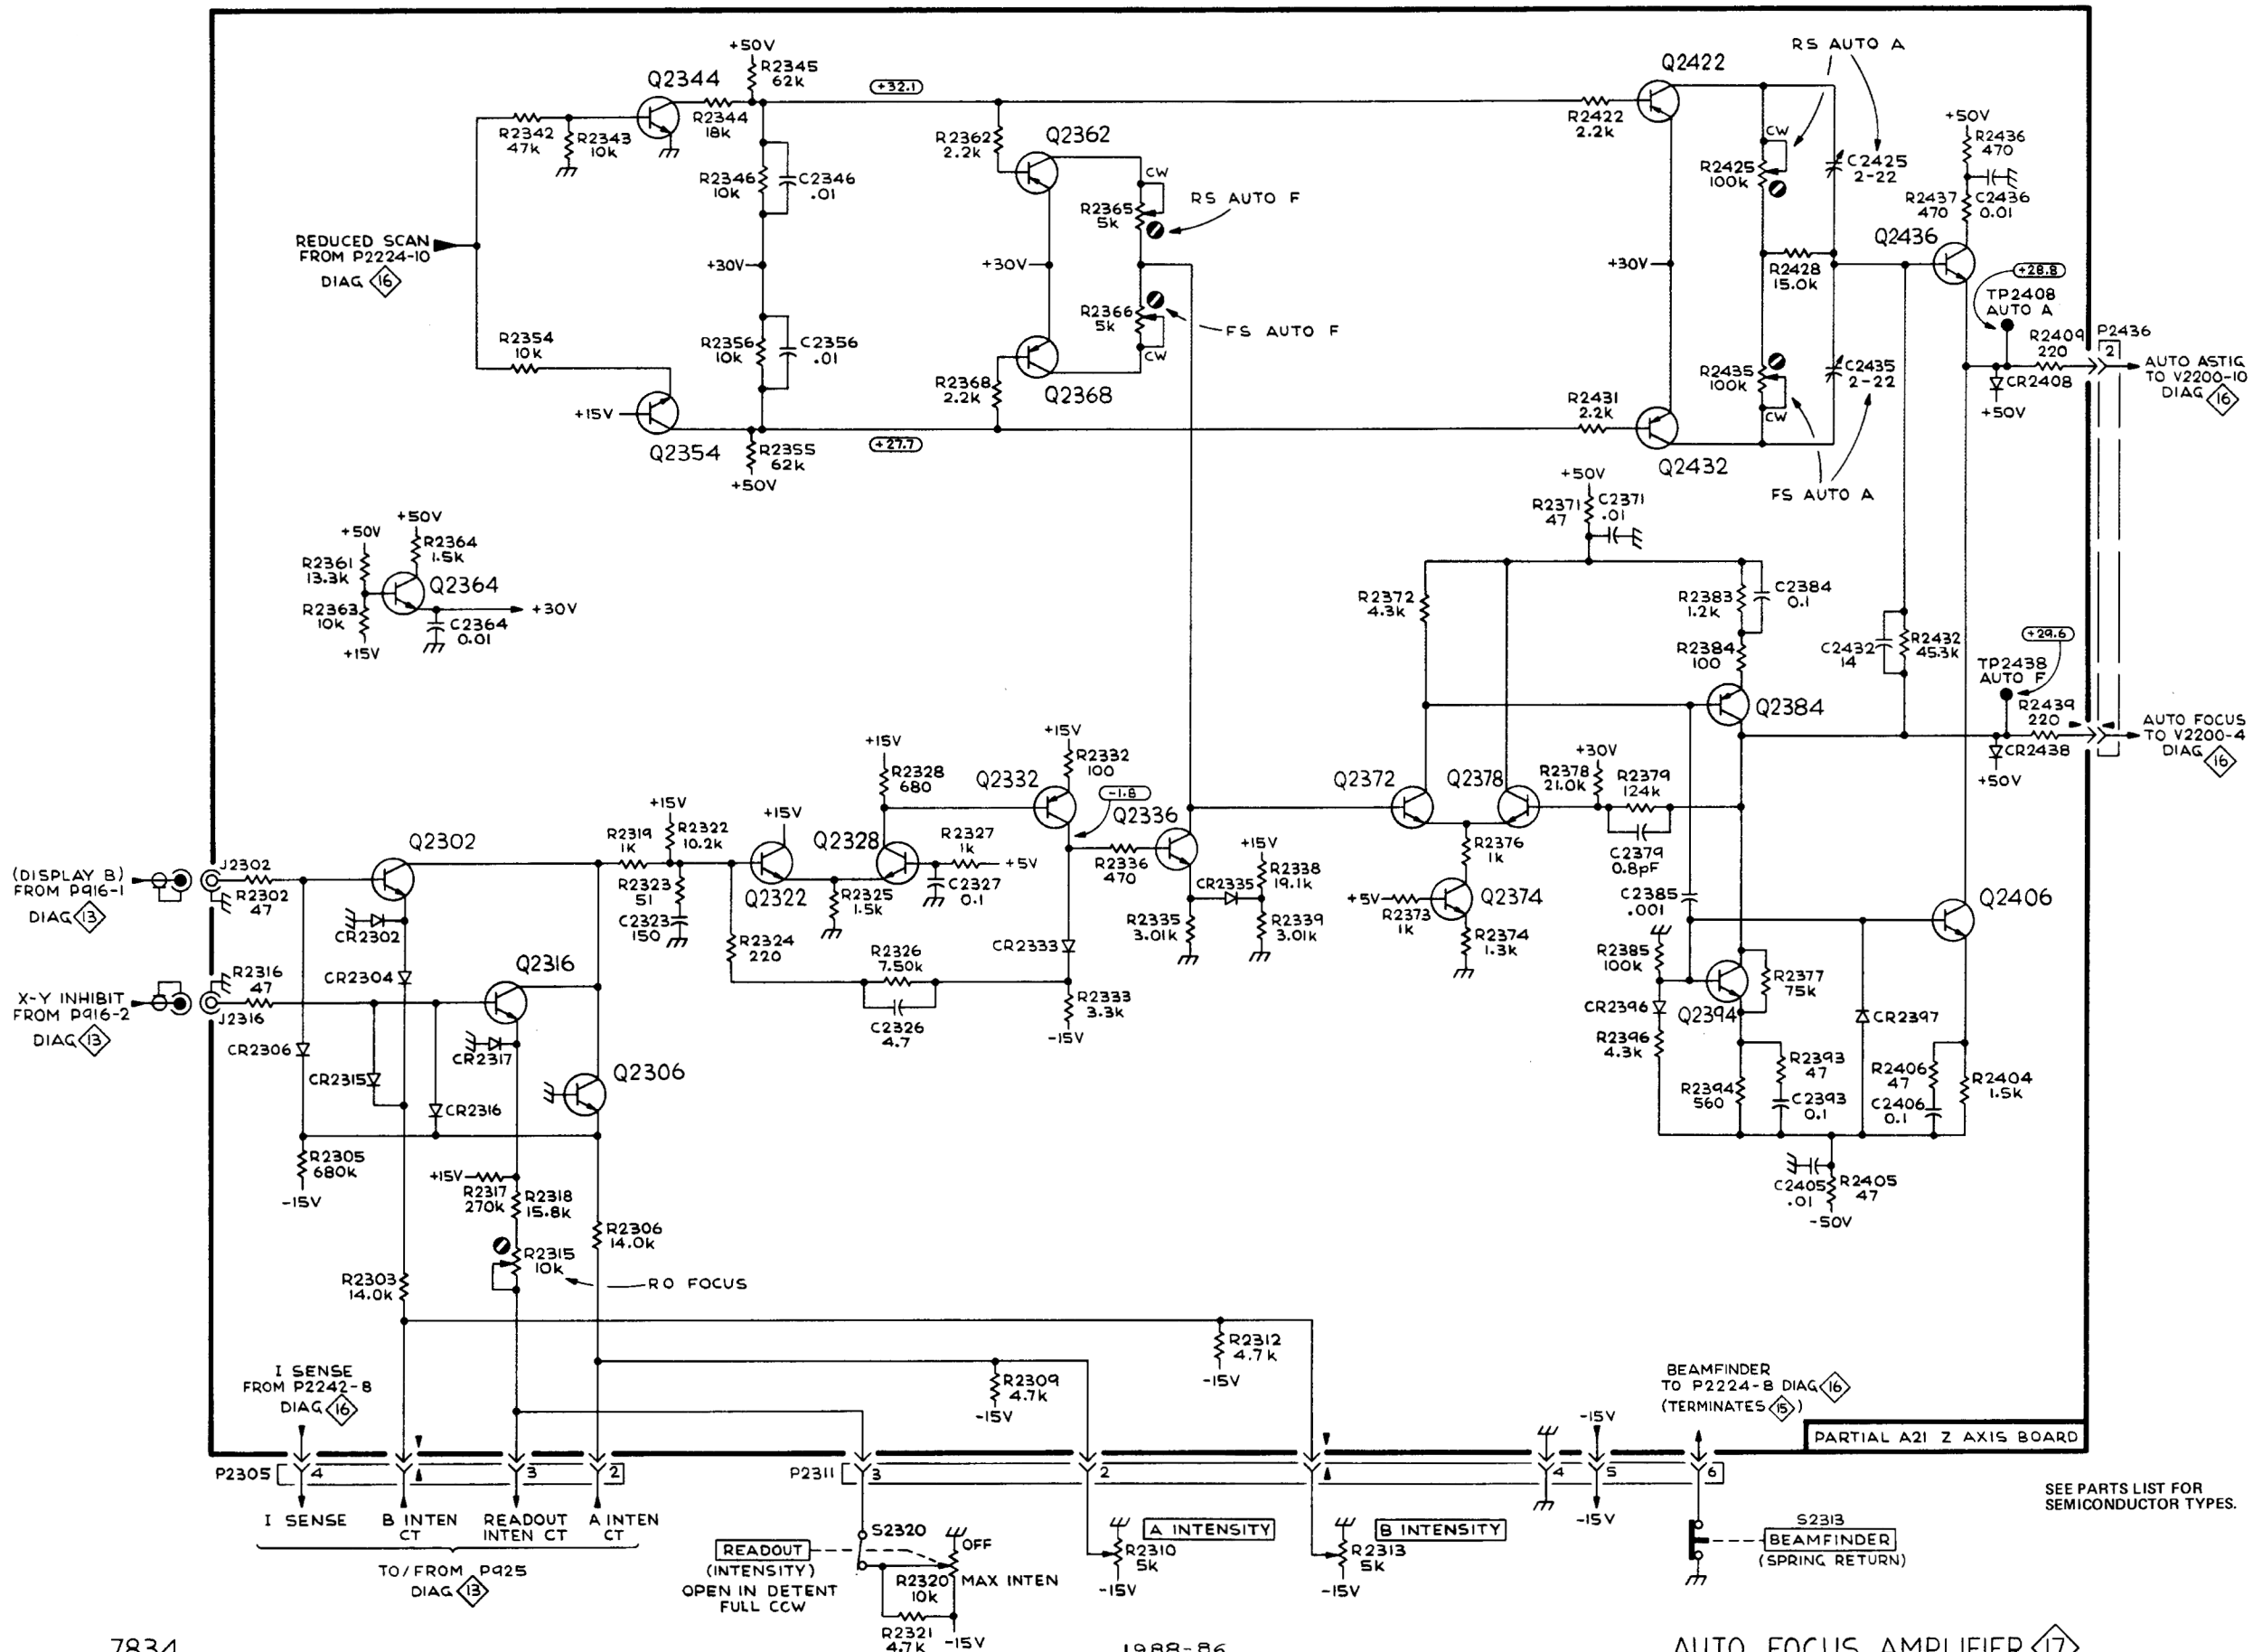 +50V
R2345
62k
Q2344
R2344
18k
R2342
47k
R2343
10k
+32.1
R2346
10k
C2346
.01
R2362
2.2k
Q2362
CW
R2365
5k
RS AUTO F
+30V
+30V
REDUCED SCAN
FROM P2224-10
DIAG 16
R2354
10k
+15V
Q2354
R2356
10k
C2356
.01
R2355
62k
+50V
+27.7
R2368
2.2k
Q2368
R2366
5k
CW
FS AUTO F
Q2422
R2422
2.2k
RS AUTO A
CW
R2425
100k
C2425
2-22
+30V
R2428
15.0k
R2435
100k
CW
C2435
2-22
R2431
2.2k
Q2432
FS AUTO A
+50V
R2436
470
R2437
470
C2436
0.01
Q2436
+28.8
TP2408
AUTO A
R2409
220
P2436
2
CR2408
+50V
AUTO ASTIG
TO V2200-10
DIAG 16
+50V
R2361
13.3k
R2363
10k
+15V
+50V
R2364
1.5k
Q2364
+30V
C2364
0.01
+50V
R2371
47
C2371
.01
R2372
4.3k
R2383
1.2k
C2384
0.1
R2384
100
Q2384
C2432
14
R2432
45.3k
+29.6
TP2438
AUTO F
R2439
220
CR2438
+50V
AUTO FOCUS
TO V2200-4
DIAG 16
(DISPLAY B)
FROM P916-1
DIAG 13
J2302
R2302
47
Q2302
CR2302
CR2304
X-Y INHIBIT
FROM P916-2
DIAG 13
R2316
47
J2316
Q2316
CR2306
CR2315
CR2316
CR2317
Q2306
R2305
680k
-15V
+15V
R2317
270k
R2318
15.8k
R2315
10k
RO FOCUS
R2306
14.0k
R2303
14.0k
R2319
1k
+15V
R2322
10.2k
R2323
51
C2323
150
+15V
Q2322
R2324
220
+15V
R2328
680
Q2328
R2325
1.5k
R2327
1k
+5V
C2327
0.1
R2326
7.50k
C2326
4.7
+15V
R2332
100
Q2332
-1.8
CR2333
R2333
3.3k
-15V
Q2336
R2336
470
R2335
3.01k
CR2335
+15V
R2338
19.1k
R2339
3.01k
Q2372
Q2378
R2376
1k
+5V
R2373
1k
Q2374
R2374
1.3k
+30V
R2378
21.0k
R2379
124k
C2379
0.8pF
C2385
.001
R2385
100k
CR2396
R2396
4.3k
Q2394
R2377
75k
R2394
560
R2393
47
C2393
0.1
CR2397
Q2406
R2406
47
C2406
0.1
R2404
1.5k
C2405
.01
R2405
47
-50V
R2312
4.7k
-15V
R2309
4.7k
-15V
I SENSE
FROM P2242-8
DIAG 16
BEAMFINDER
TO P2224-8 DIAG 16
(TERMINATES 15)
-15V
PARTIAL A21 Z AXIS BOARD
P2305
4
3
2
P2311
3
2
4
5
6
I SENSE
B INTEN
CT
READOUT
INTEN CT
A INTEN
CT
TO/FROM P925
DIAG 13
S2320
READOUT
(INTENSITY)
OPEN IN DETENT
FULL CCW
OFF
R2320
10k
MAX INTEN
R2321
4.7k
-15V
A INTENSITY
R2310
5k
-15V
B INTENSITY
R2313
5k
-15V
-15V
S2313
BEAMFINDER
(SPRING RETURN)
SEE PARTS LIST FOR
SEMICONDUCTOR TYPES.
7834
1988-86
AUTO FOCUS AMPLIFIER 17